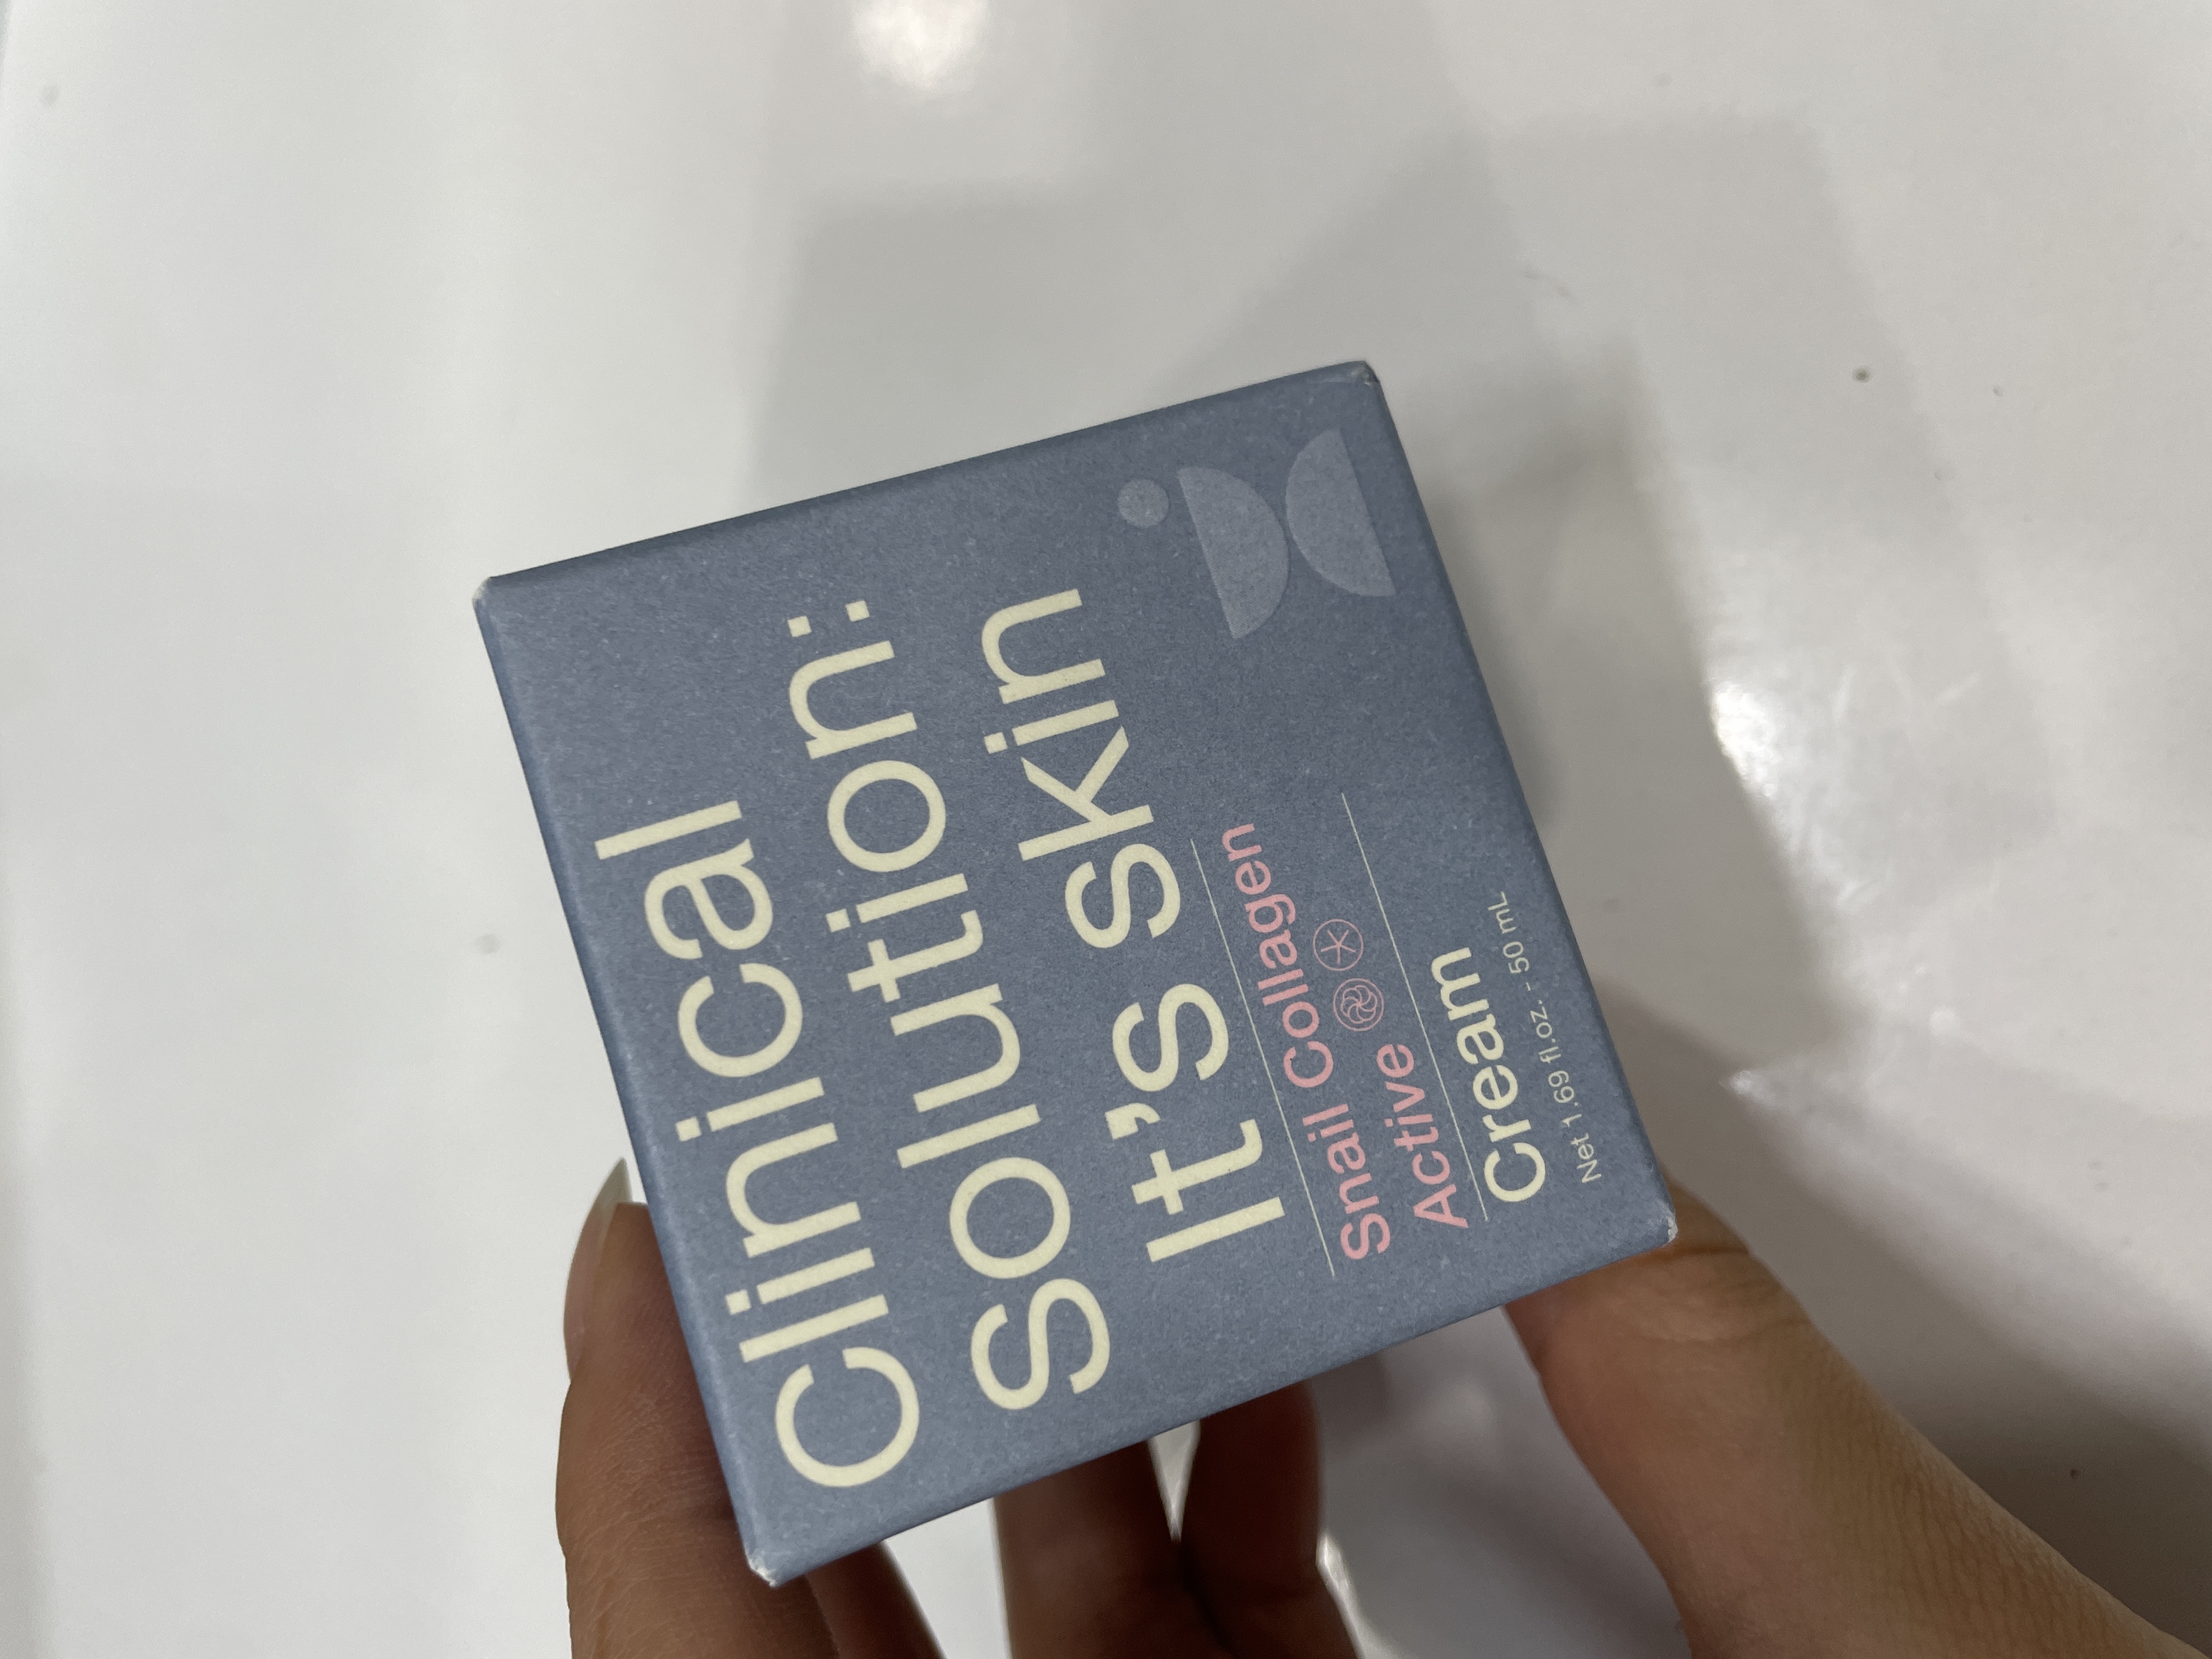 Clinical
Solution:
It's Skin
Snail Collagen
Active
Cream
Net 1.69 fl.oz. - 50 mL